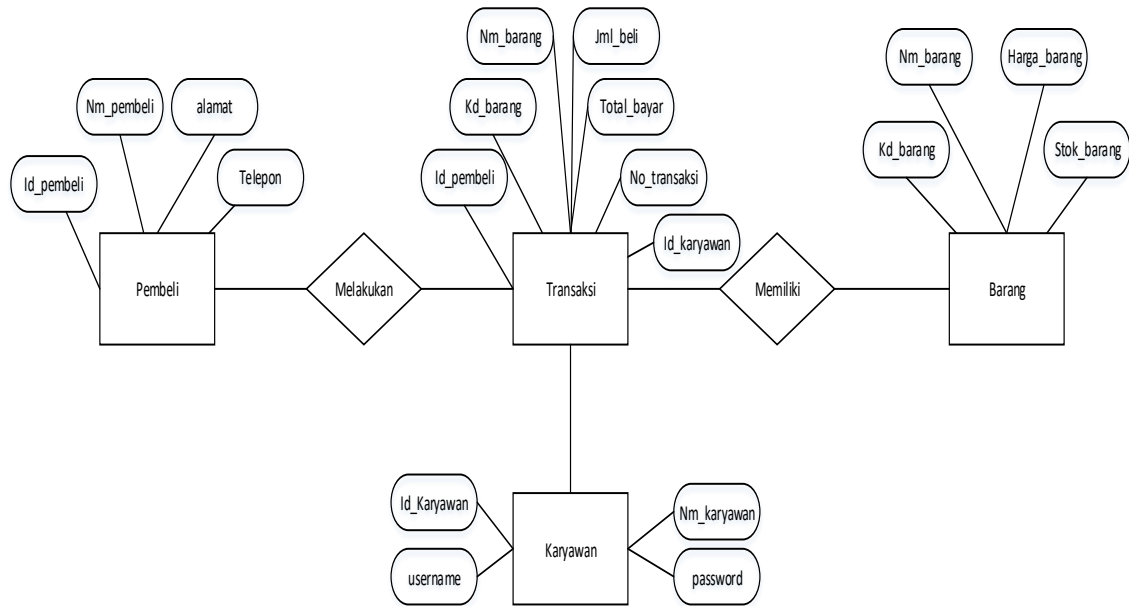 Nm_barang
Jml_beli
Nm_barang
Harga_barang
Nm_pembeli
alamat
Kd_barang
Total_bayar
Kd_barang
Stok_barang
Id_pembeli
Telepon
Id_pembeli
No_transaksi
Id_karyawan
Pembeli
Melakukan
Transaksi
Memiliki
Barang
Id_Karyawan
Nm_karyawan
Karyawan
username
password